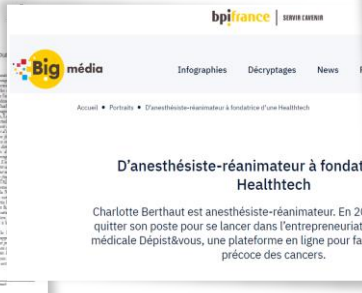 bpifrance | SERVIR L'AVENIR
Big média
Infographies Décryptages News
Accueil • Portraits • D'anesthésiste-réanimateur à fondatrice d'une Healthtech
D'anesthésiste-réanimateur à fondat
Healthtech
Charlotte Berthaut est anesthésiste-réanimateur. En 20
quitter son poste pour se lancer dans l'entrepreneuriat
médicale Dépist&vous, une plateforme en ligne pour fa
précoce des cancers.